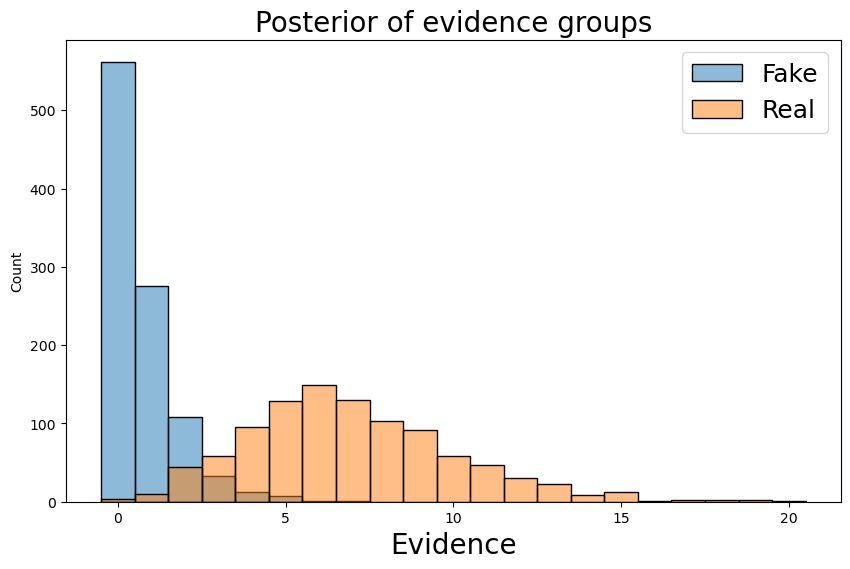 Posterior of evidence groups
Fake
Real
Count
500
400
300
200
100
0
0 5 10 15 20
Evidence